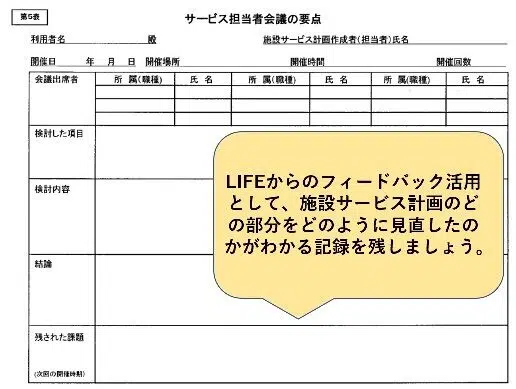 第5表
サービス担当者会議の要点
利用者名 殿 施設サービス計画作成者(担当者)氏名
開催日 年 月 日 開催場所 開催時間 開催回数
会議出席者 所 属(職種) 氏 名 所 属(職種) 氏 名 所 属(職種) 氏 名
検討した項目
LIFEからのフィードバック活用
として、施設サービス計画のど
の部分をどのように見直したの
かがわかる記録を残しましょう。
検討内容
結論
残された課題
(次回の開催時期)